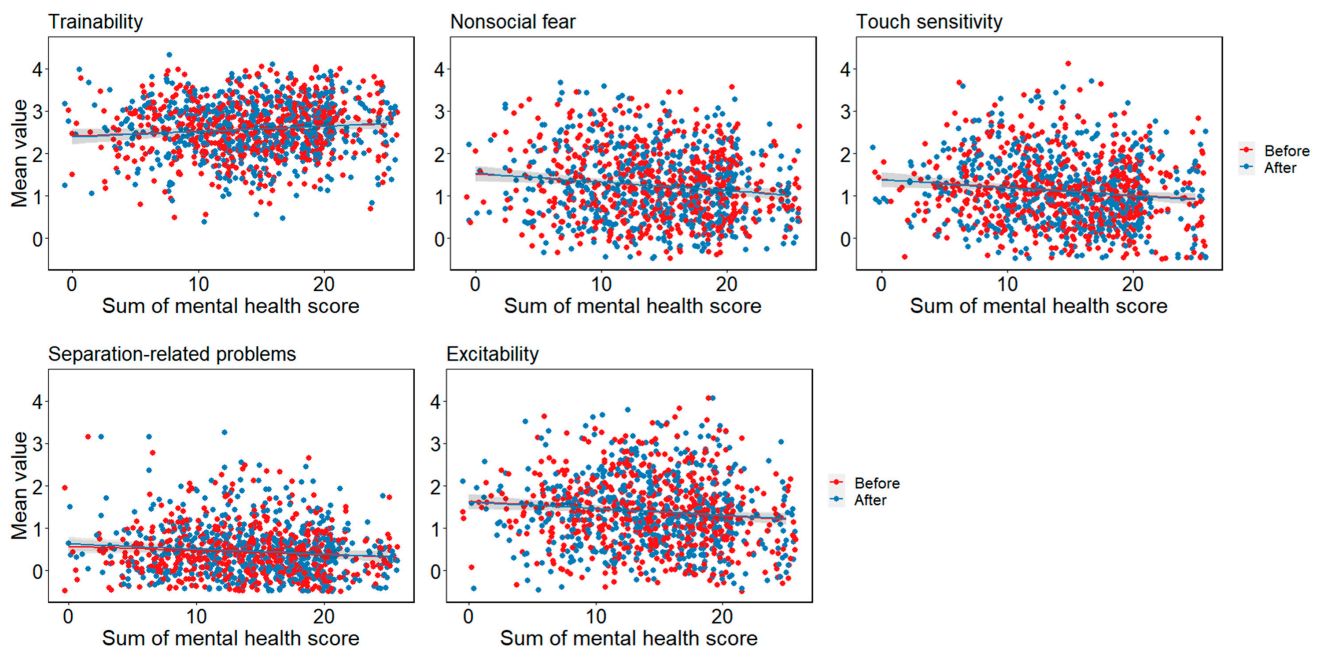 Trainability
Nonsocial fear
Touch sensitivity
Mean value
4
3
2
1
0
0
10
20
Sum of mental health score
4
3
2
1
0
0
10
20
Sum of mental health score
4
3
2
1
0
0
10
20
Sum of mental health score
Before
After
Separation-related problems
Excitability
Mean value
4
3
2
1
0
0
10
20
Sum of mental health score
4
3
2
1
0
0
10
20
Sum of mental health score
Before
After